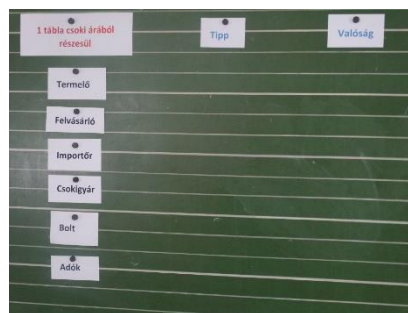 1 tábla csoki árából
részesül
Tipp
Valóság
Termelő
Felvásárló
Importőr
Csokigyár
Bolt
Adók